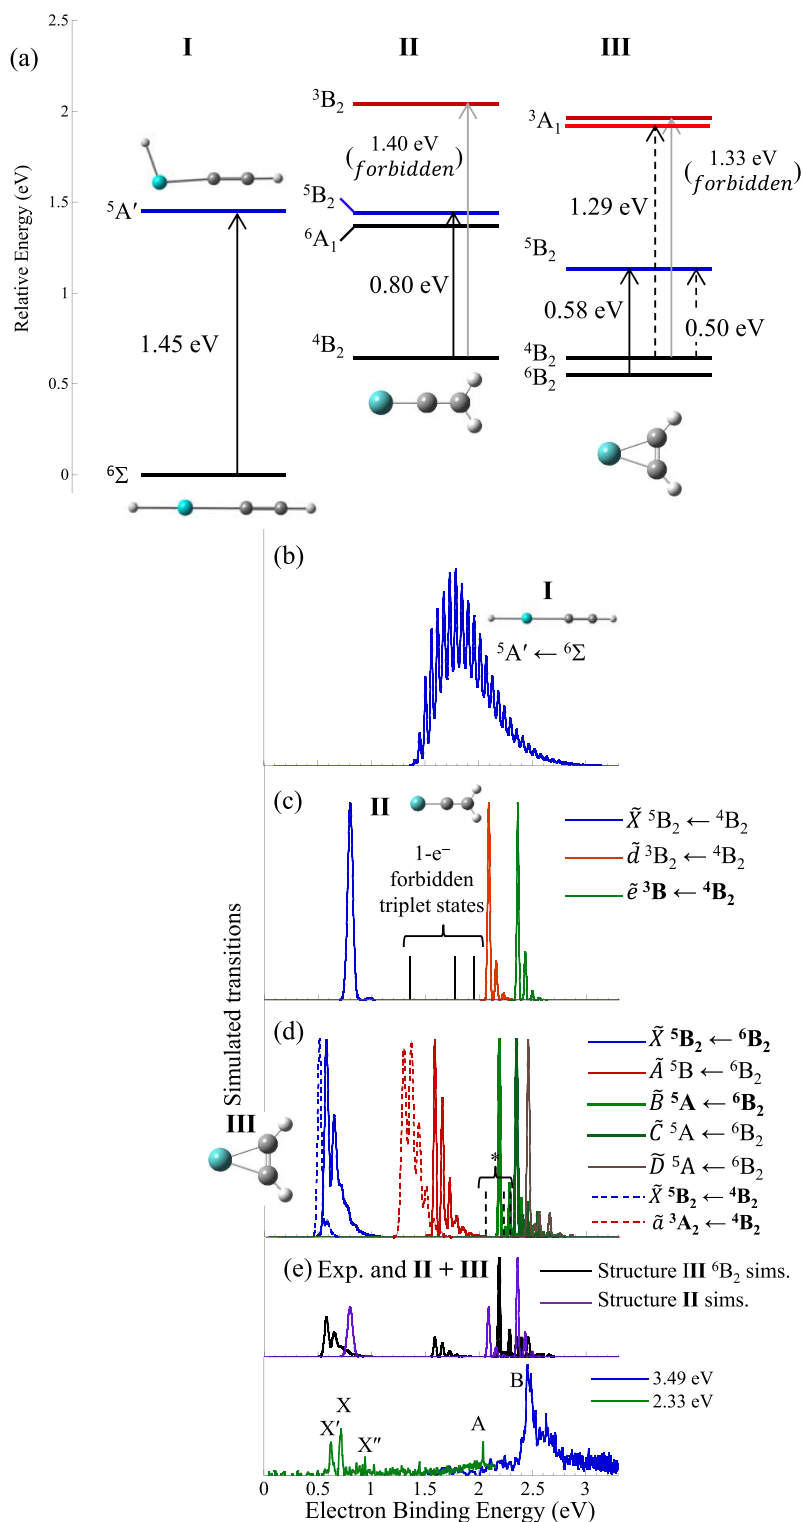 (a)
I II III
2.5
2
1.5
1
0.5
0
Relative Energy (eV)
⁵A′
1.45 eV
⁶Σ
³B₂
1.40 eV
(forbidden)
⁵B₂
⁶A₁
0.80 eV
⁴B₂
³A₁
1.33 eV
(forbidden)
1.29 eV
⁵B₂
0.58 eV
0.50 eV
⁴B₂
⁶B₂
Simulated transitions
(b)
I
⁵A′ ← ⁶Σ
(c)
II
1-e⁻
forbidden
triplet states
X̃ ⁵B₂ ← ⁴B₂
d̃ ³B₂ ← ⁴B₂
ẽ ³B ← ⁴B₂
(d)
III
*
X̃ ⁵B₂ ← ⁶B₂
Ã ⁵B ← ⁶B₂
B̃ ⁵A ← ⁶B₂
C̃ ⁵A ← ⁶B₂
D̃ ⁵A ← ⁶B₂
X̃ ⁵B₂ ← ⁴B₂
ã ³A₂ ← ⁴B₂
(e) Exp. and II + III
Structure III ⁶B₂ sims.
Structure II sims.
3.49 eV
2.33 eV
X′
X
X″
A
B
0 0.5 1 1.5 2 2.5 3
Electron Binding Energy (eV)